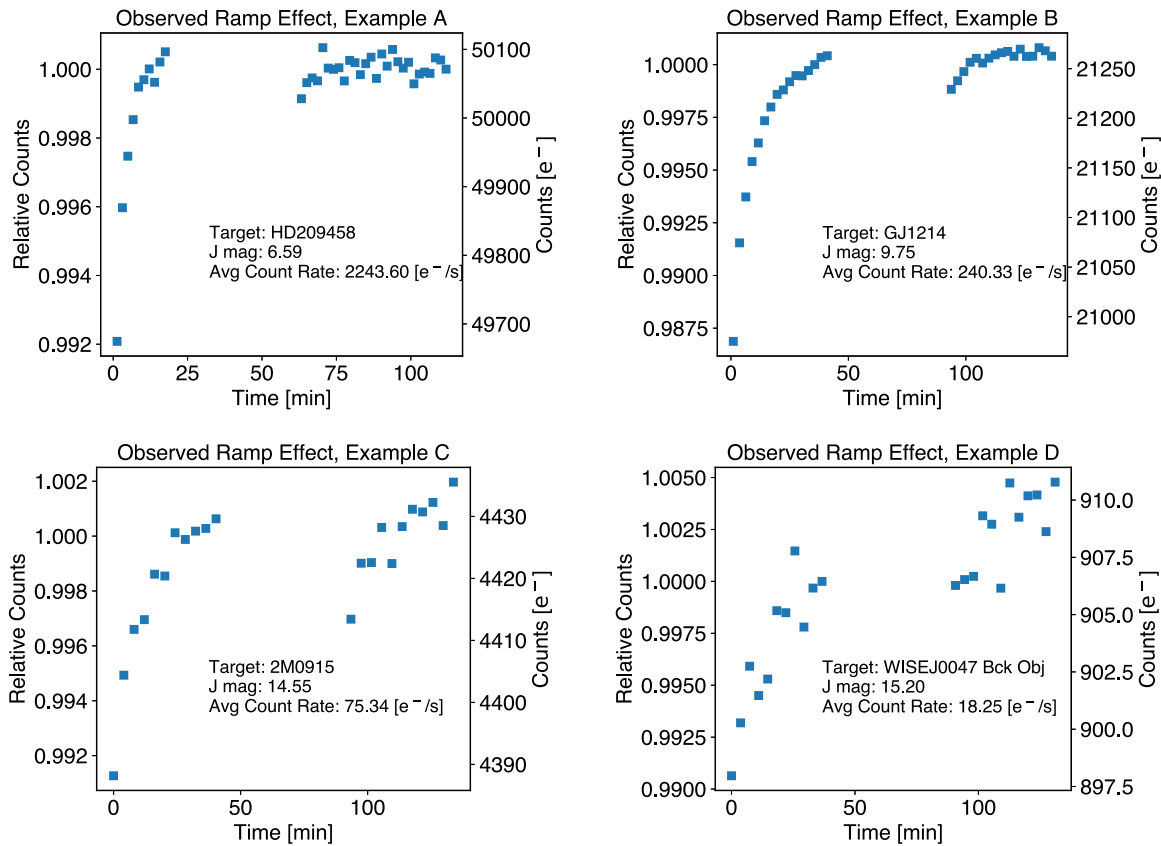 Observed Ramp Effect, Example A
1.000
0.998
0.996
0.994
0.992
Relative Counts
50100
50000
49900
49800
49700
Counts [e⁻]
Target: HD209458
J mag: 6.59
Avg Count Rate: 2243.60 [e⁻/s]
0 25 50 75 100
Time [min]
Observed Ramp Effect, Example B
1.0000
0.9975
0.9950
0.9925
0.9900
0.9875
Relative Counts
21250
21200
21150
21100
21050
21000
Counts [e⁻]
Target: GJ1214
J mag: 9.75
Avg Count Rate: 240.33 [e⁻/s]
0 50 100
Time [min]
Observed Ramp Effect, Example C
1.002
1.000
0.998
0.996
0.994
0.992
Relative Counts
4430
4420
4410
4400
4390
Counts [e⁻]
Target: 2M0915
J mag: 14.55
Avg Count Rate: 75.34 [e⁻/s]
0 50 100
Time [min]
Observed Ramp Effect, Example D
1.0050
1.0025
1.0000
0.9975
0.9950
0.9925
0.9900
Relative Counts
910.0
907.5
905.0
902.5
900.0
897.5
Counts [e⁻]
Target: WISEJ0047 Bck Obj
J mag: 15.20
Avg Count Rate: 18.25 [e⁻/s]
0 50 100
Time [min]